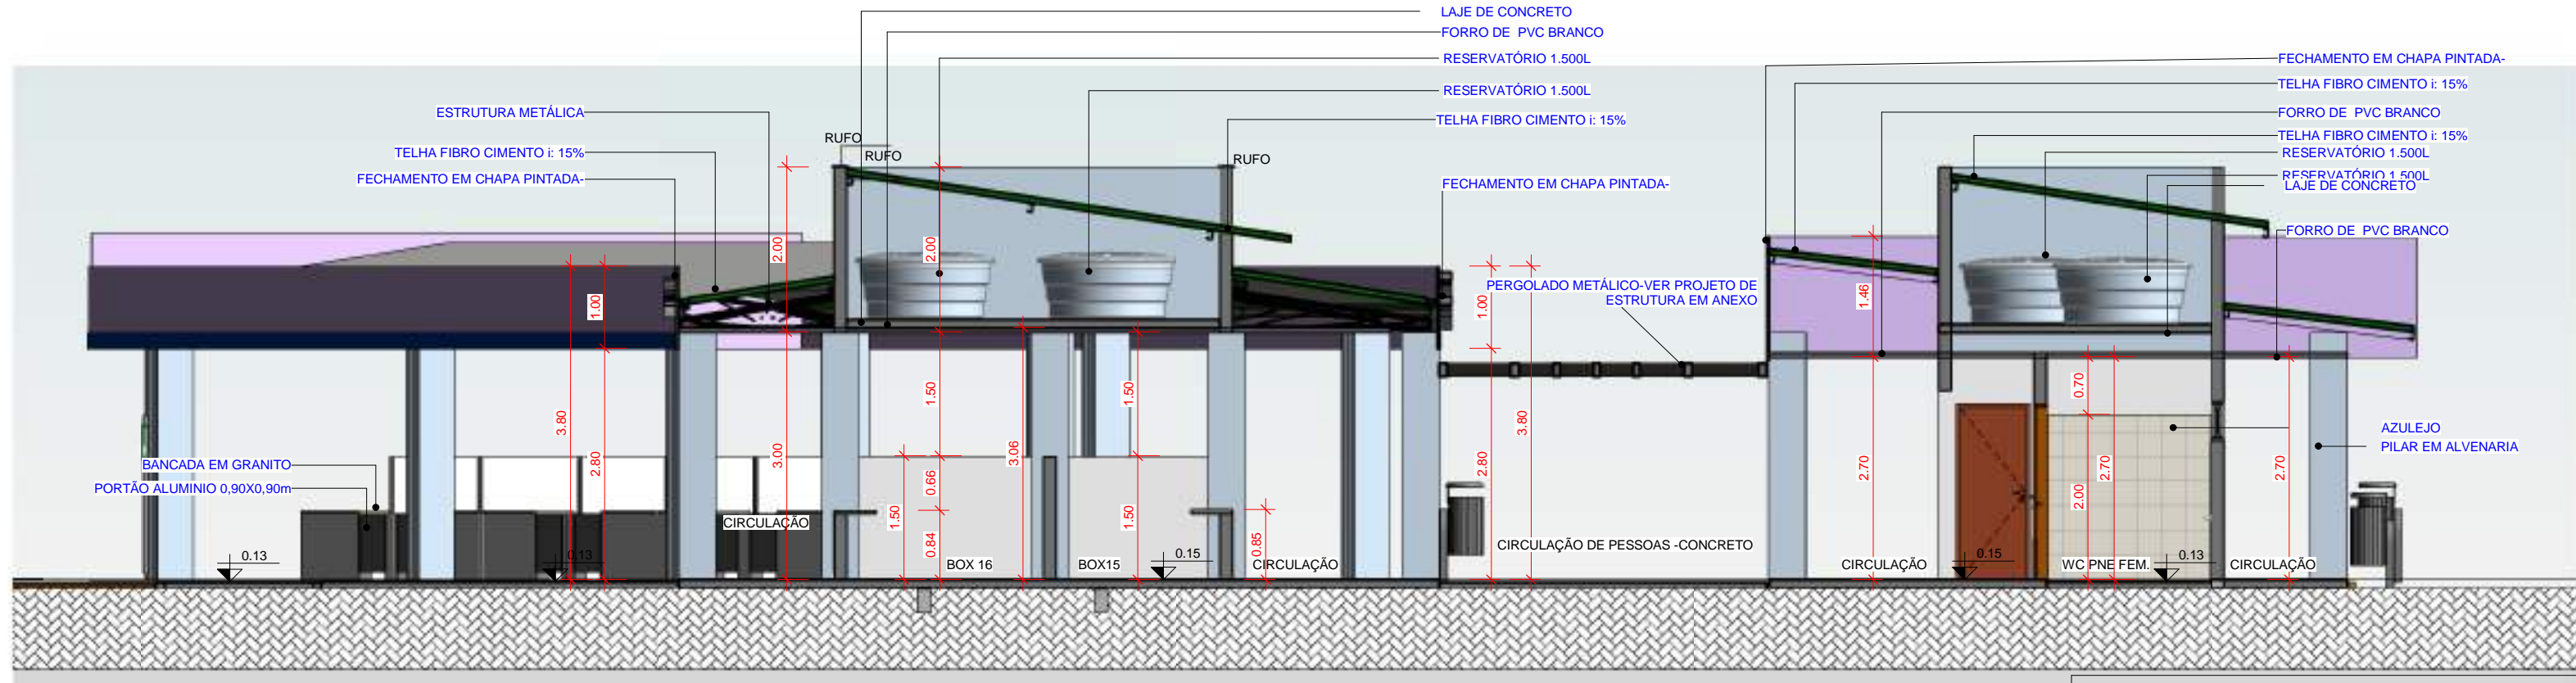 LAJE DE CONCRETO
FORRO DE PVC BRANCO
RESERVATÓRIO 1.500L
RESERVATÓRIO 1.500L
TELHA FIBRO CIMENTO i: 15%
FECHAMENTO EM CHAPA PINTADA-
TELHA FIBRO CIMENTO i: 15%
FORRO DE PVC BRANCO
TELHA FIBRO CIMENTO i: 15%
RESERVATÓRIO 1.500L
RESERVATÓRIO 1.500L
LAJE DE CONCRETO
FORRO DE PVC BRANCO
ESTRUTURA METÁLICA
TELHA FIBRO CIMENTO i: 15%
FECHAMENTO EM CHAPA PINTADA-
RUFO
RUFO
RUFO
FECHAMENTO EM CHAPA PINTADA-
PERGOLADO METÁLICO-VER PROJETO DE
ESTRUTURA EM ANEXO
2.00
2.00
1.00
1.00
1.46
3.80
2.80
3.00
1.50
1.50
0.66
0.84
3.06
1.50
1.50
0.85
2.80
3.80
2.70
0.70
2.00
2.70
2.70
AZULEJO
PILAR EM ALVENARIA
BANCADA EM GRANITO
PORTÃO ALUMINIO 0,90X0,90m
CIRCULAÇÃO
0.13
0.13
BOX 16
BOX15
0.15
CIRCULAÇÃO
CIRCULAÇÃO DE PESSOAS -CONCRETO
CIRCULAÇÃO
0.15
WC PNE FEM.
0.13
CIRCULAÇÃO